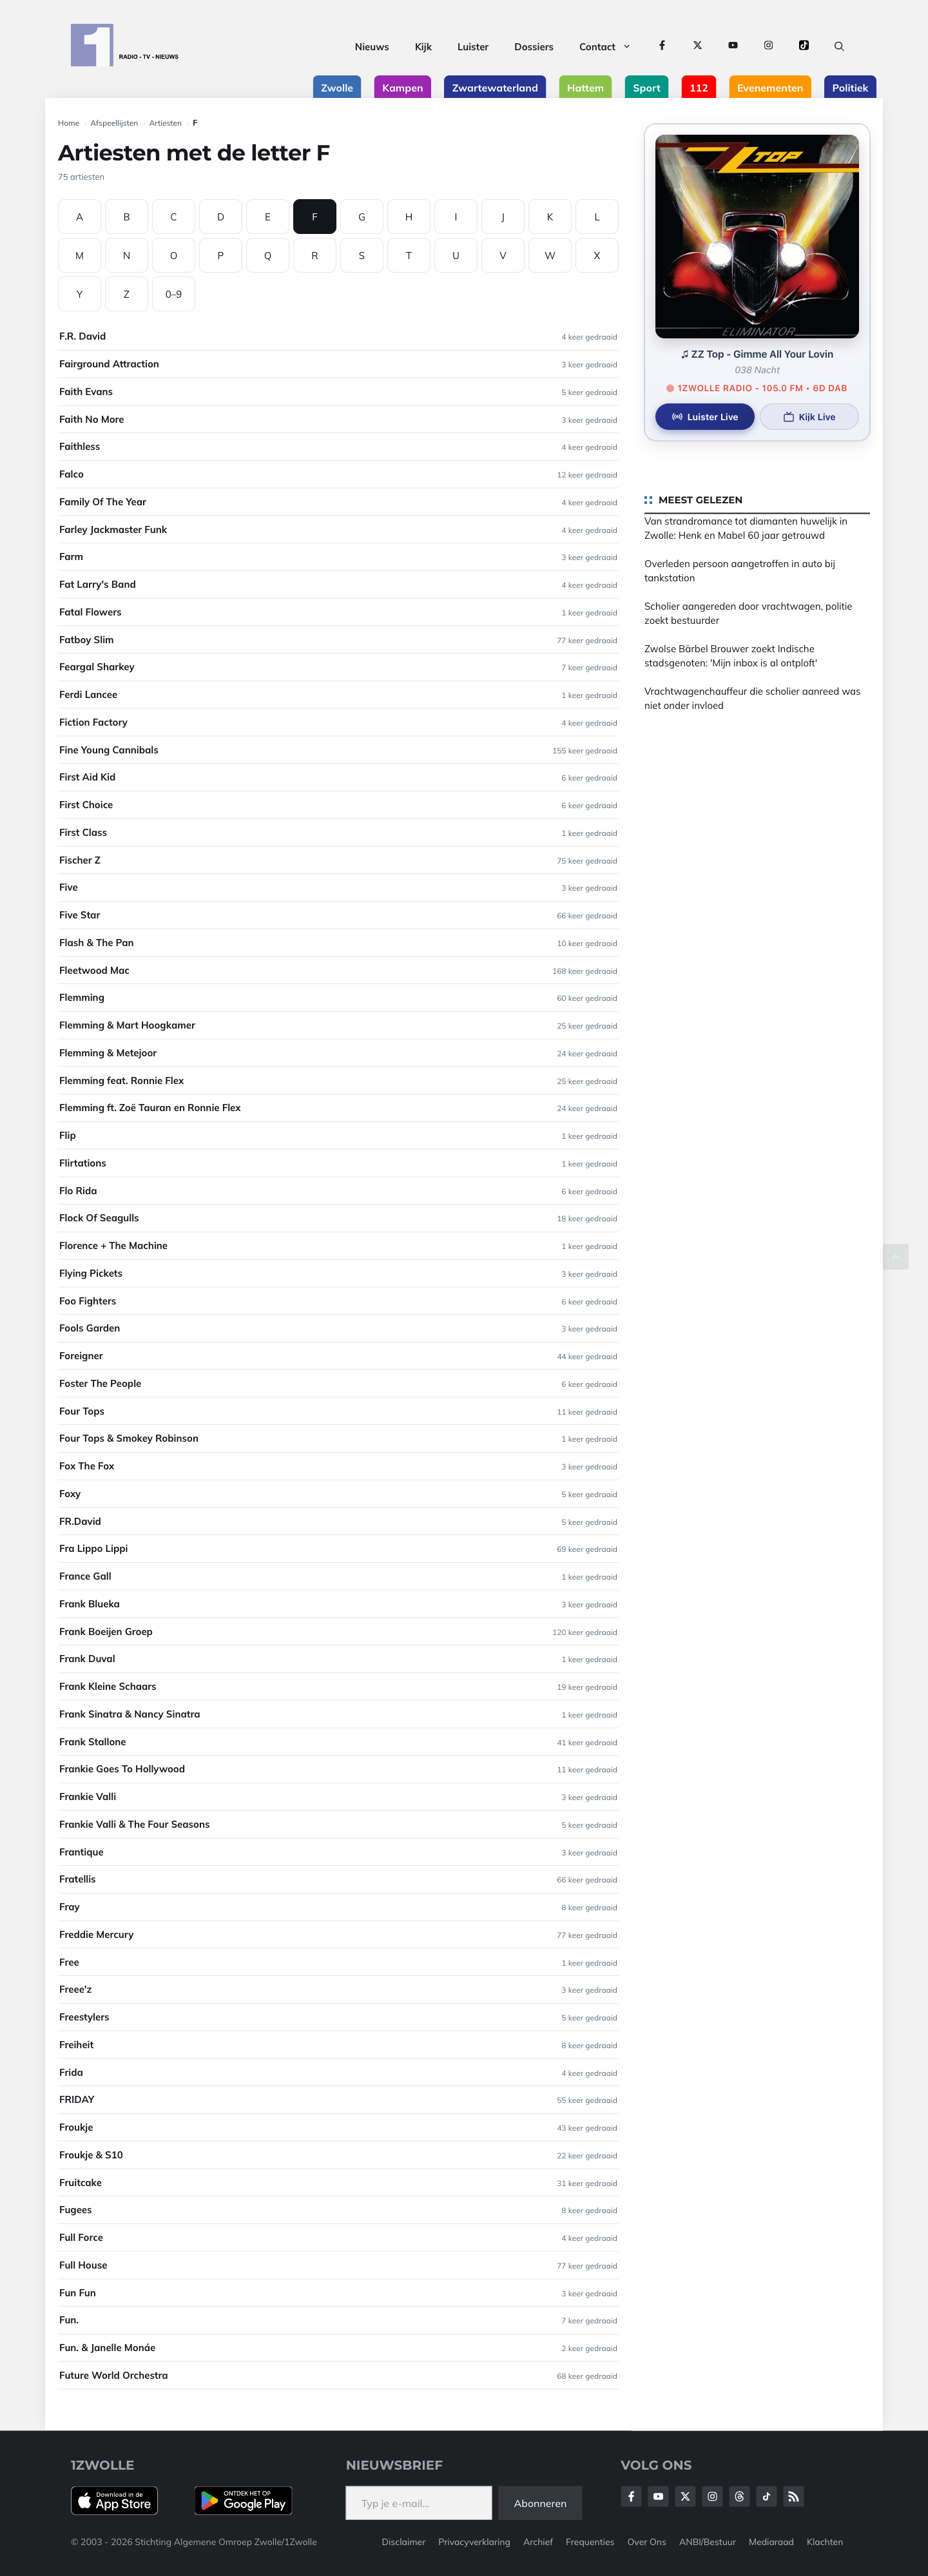 1
RADIO - TV - NIEUWS
Nieuws
Kijk
Luister
Dossiers
Contact
Zwolle
Kampen
Zwartewaterland
Hattem
Sport
112
Evenementen
Politiek
Home
Afspeellijsten
Artiesten
F
Artiesten met de letter F
75 artiesten
A B C D E F G H I J K L
M N O P Q R S T U V W X
Y Z 0–9
F.R. David 4 keer gedraaid
Fairground Attraction 3 keer gedraaid
Faith Evans 5 keer gedraaid
Faith No More 3 keer gedraaid
Faithless 4 keer gedraaid
Falco 12 keer gedraaid
Family Of The Year 4 keer gedraaid
Farley Jackmaster Funk 4 keer gedraaid
Farm 3 keer gedraaid
Fat Larry's Band 4 keer gedraaid
Fatal Flowers 1 keer gedraaid
Fatboy Slim 77 keer gedraaid
Feargal Sharkey 7 keer gedraaid
Ferdi Lancee 1 keer gedraaid
Fiction Factory 4 keer gedraaid
Fine Young Cannibals 155 keer gedraaid
First Aid Kid 6 keer gedraaid
First Choice 6 keer gedraaid
First Class 1 keer gedraaid
Fischer Z 75 keer gedraaid
Five 3 keer gedraaid
Five Star 66 keer gedraaid
Flash & The Pan 10 keer gedraaid
Fleetwood Mac 168 keer gedraaid
Flemming 60 keer gedraaid
Flemming & Mart Hoogkamer 25 keer gedraaid
Flemming & Metejoor 24 keer gedraaid
Flemming feat. Ronnie Flex 25 keer gedraaid
Flemming ft. Zoë Tauran en Ronnie Flex 24 keer gedraaid
Flip 1 keer gedraaid
Flirtations 1 keer gedraaid
Flo Rida 6 keer gedraaid
Flock Of Seagulls 18 keer gedraaid
Florence + The Machine 1 keer gedraaid
Flying Pickets 3 keer gedraaid
Foo Fighters 6 keer gedraaid
Fools Garden 3 keer gedraaid
Foreigner 44 keer gedraaid
Foster The People 6 keer gedraaid
Four Tops 11 keer gedraaid
Four Tops & Smokey Robinson 1 keer gedraaid
Fox The Fox 3 keer gedraaid
Foxy 5 keer gedraaid
FR.David 5 keer gedraaid
Fra Lippo Lippi 69 keer gedraaid
France Gall 1 keer gedraaid
Frank Blueka 3 keer gedraaid
Frank Boeijen Groep 120 keer gedraaid
Frank Duval 1 keer gedraaid
Frank Kleine Schaars 19 keer gedraaid
Frank Sinatra & Nancy Sinatra 1 keer gedraaid
Frank Stallone 41 keer gedraaid
Frankie Goes To Hollywood 11 keer gedraaid
Frankie Valli 3 keer gedraaid
Frankie Valli & The Four Seasons 5 keer gedraaid
Frantique 3 keer gedraaid
Fratellis 66 keer gedraaid
Fray 8 keer gedraaid
Freddie Mercury 77 keer gedraaid
Free 1 keer gedraaid
Freee'z 3 keer gedraaid
Freestylers 5 keer gedraaid
Freiheit 8 keer gedraaid
Frida 4 keer gedraaid
FRIDAY 55 keer gedraaid
Froukje 43 keer gedraaid
Froukje & S10 22 keer gedraaid
Fruitcake 31 keer gedraaid
Fugees 8 keer gedraaid
Full Force 4 keer gedraaid
Full House 77 keer gedraaid
Fun Fun 3 keer gedraaid
Fun. 7 keer gedraaid
Fun. & Janelle Monáe 2 keer gedraaid
Future World Orchestra 68 keer gedraaid
ZZ TOP
ELIMINATOR
ZZ Top - Gimme All Your Lovin
038 Nacht
1ZWOLLE RADIO - 105.0 FM • 6D DAB
Luister Live
Kijk Live
MEEST GELEZEN
Van strandromance tot diamanten huwelijk in
Zwolle: Henk en Mabel 60 jaar getrouwd
Overleden persoon aangetroffen in auto bij
tankstation
Scholier aangereden door vrachtwagen, politie
zoekt bestuurder
Zwolse Bärbel Brouwer zoekt Indische
stadsgenoten: 'Mijn inbox is al ontploft'
Vrachtwagenchauffeur die scholier aanreed was
niet onder invloed
1ZWOLLE
Download in de
App Store
ONTDEK HET OP
Google Play
NIEUWSBRIEF
Typ je e-mail...
Abonneren
VOLG ONS
© 2003 - 2026 Stichting Algemene Omroep Zwolle/1Zwolle
Disclaimer
Privacyverklaring
Archief
Frequenties
Over Ons
ANBI/Bestuur
Mediaraad
Klachten